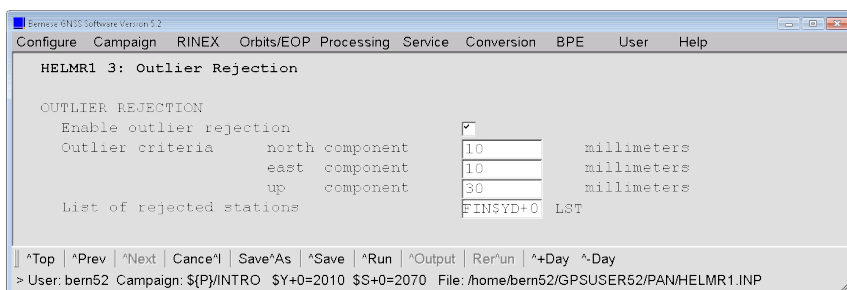 Bernese GNSS Software Version 5.2
Configure Campaign RINEX Orbits/EOP Processing Service Conversion BPE User Help
HELMR1 3: Outlier Rejection
OUTLIER REJECTION
Enable outlier rejection
Outlier criteria north component 10 millimeters
east component 10 millimeters
up component 30 millimeters
List of rejected stations FIN$YD+0 LST
^Top ^Prev ^Next Cance^l Save^As ^Save ^Run ^Output Rer^un ^+Day ^-Day
> User: bern52 Campaign: ${P}/INTRO $Y+0=2010 $S+0=2070 File: /home/bern52/GPSUSER52/PAN/HELMR1.INP